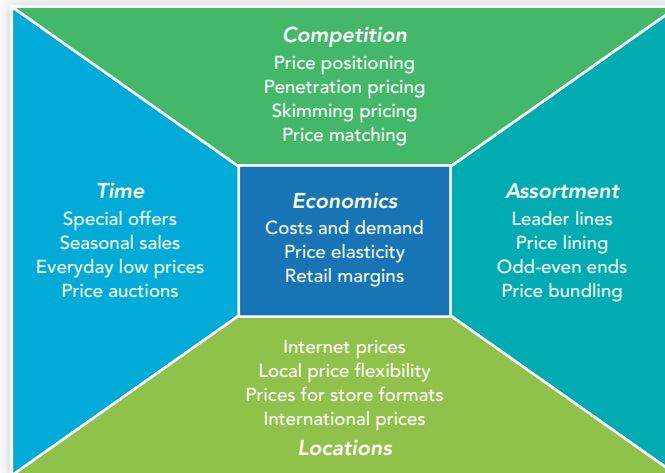 Competition
Price positioning
Penetration pricing
Skimming pricing
Price matching
Time
Special offers
Seasonal sales
Everyday low prices
Price auctions
Economics
Costs and demand
Price elasticity
Retail margins
Assortment
Leader lines
Price lining
Odd-even ends
Price bundling
Internet prices
Local price flexibility
Prices for store formats
International prices
Locations